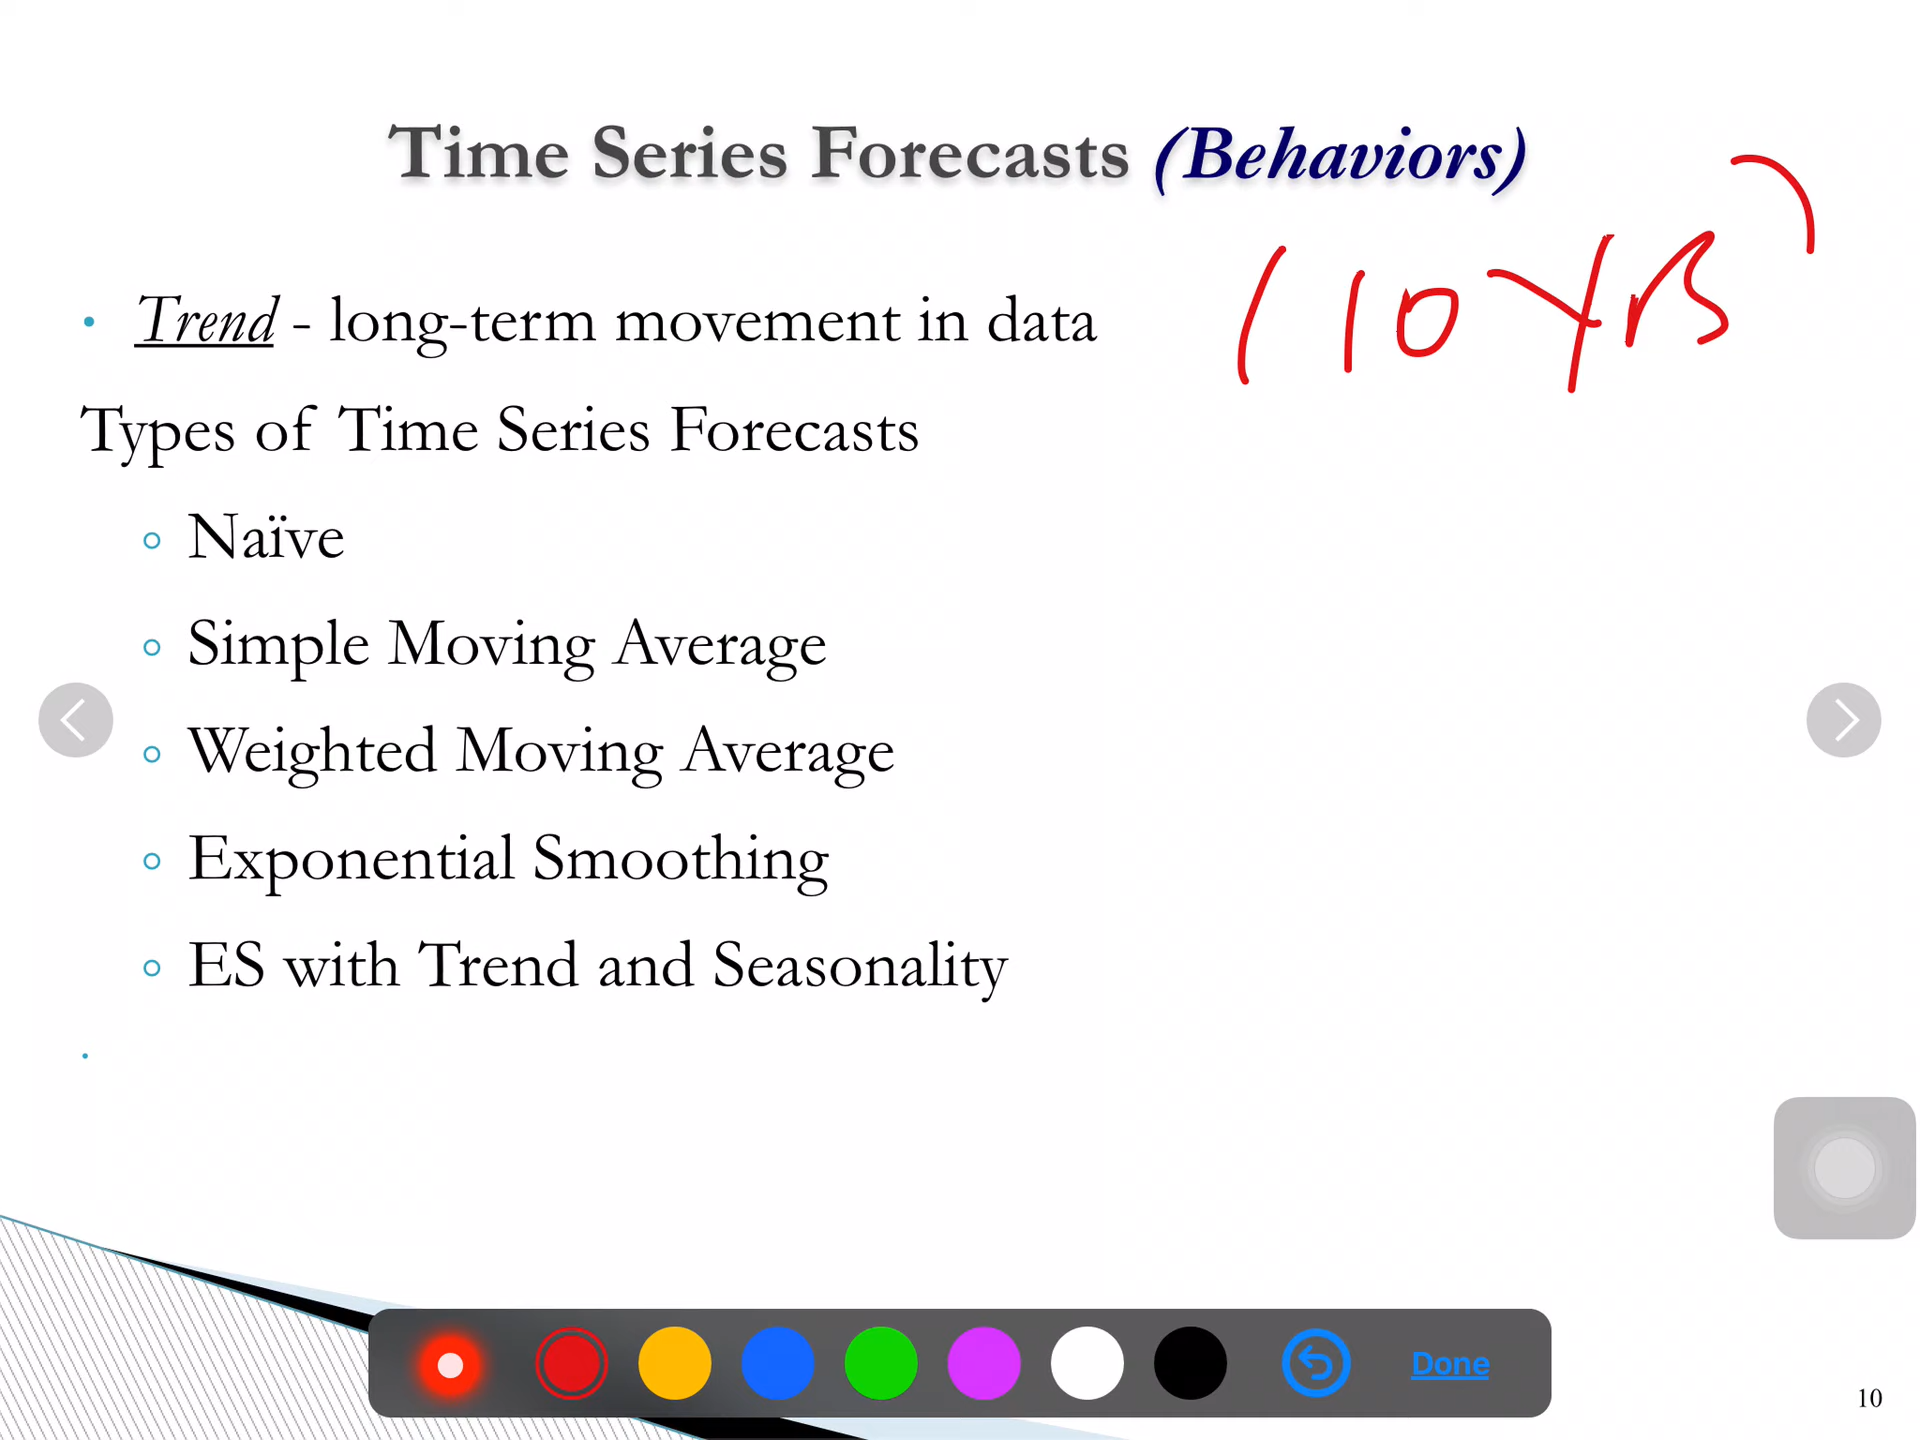 Time Series Forecasts (Behaviors)
• Trend - long-term movement in data
(10 YRS)
Types of Time Series Forecasts
◦ Naïve
◦ Simple Moving Average
◦ Weighted Moving Average
◦ Exponential Smoothing
◦ ES with Trend and Seasonality
•
Done
10